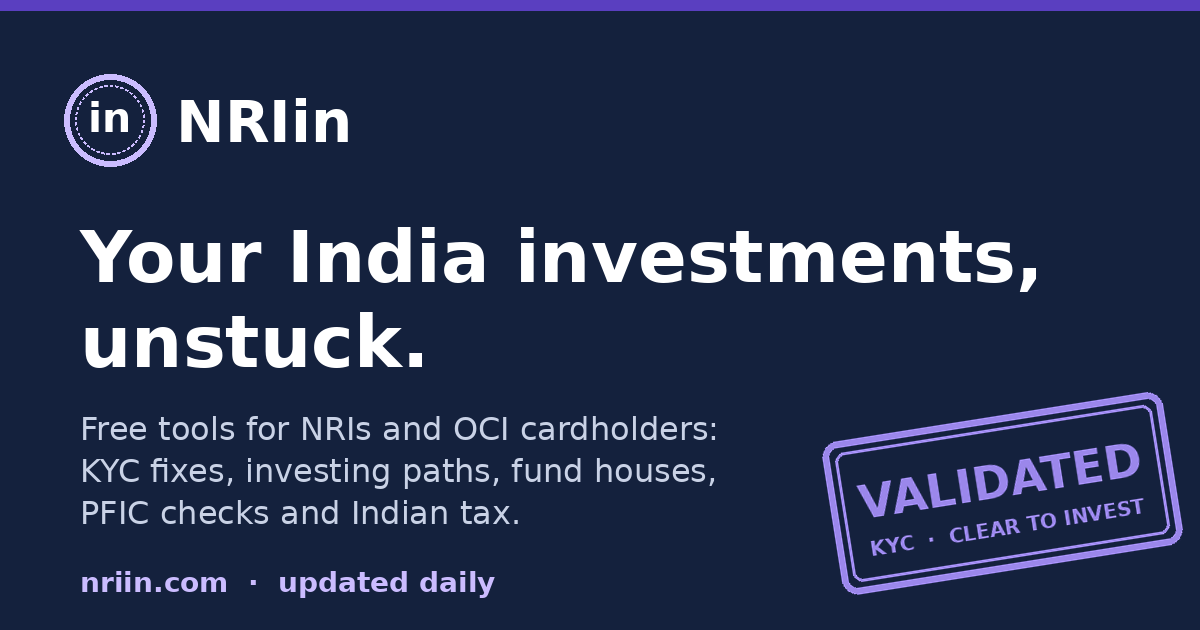 in
NRIin
Your India investments,
unstuck.
Free tools for NRIs and OCI cardholders:
KYC fixes, investing paths, fund houses,
PFIC checks and Indian tax.
VALIDATED
KYC · CLEAR TO INVEST
nriin.com · updated daily